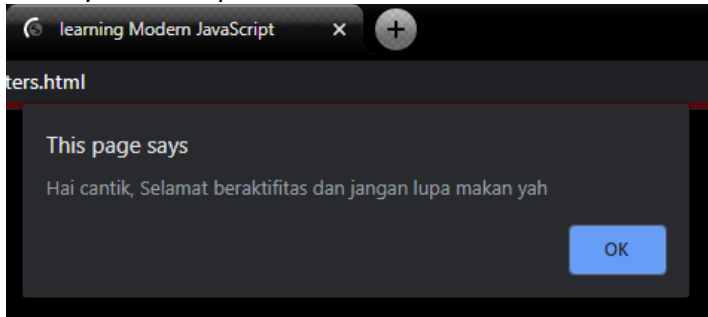 learning Modern JavaScript
ters.html
This page says
Hai cantik, Selamat beraktifitas dan jangan lupa makan yah
OK